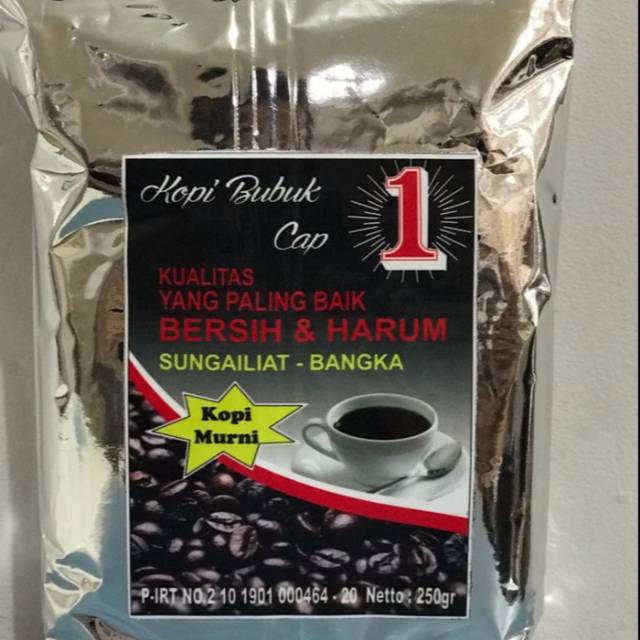 Kopi Bubuk
Cap 1
KUALITAS
YANG PALING BAIK
BERSIH & HARUM
SUNGAILIAT - BANGKA
Kopi
Murni
P-IRT NO.2 10 1901 000464 - 20 Netto : 250gr